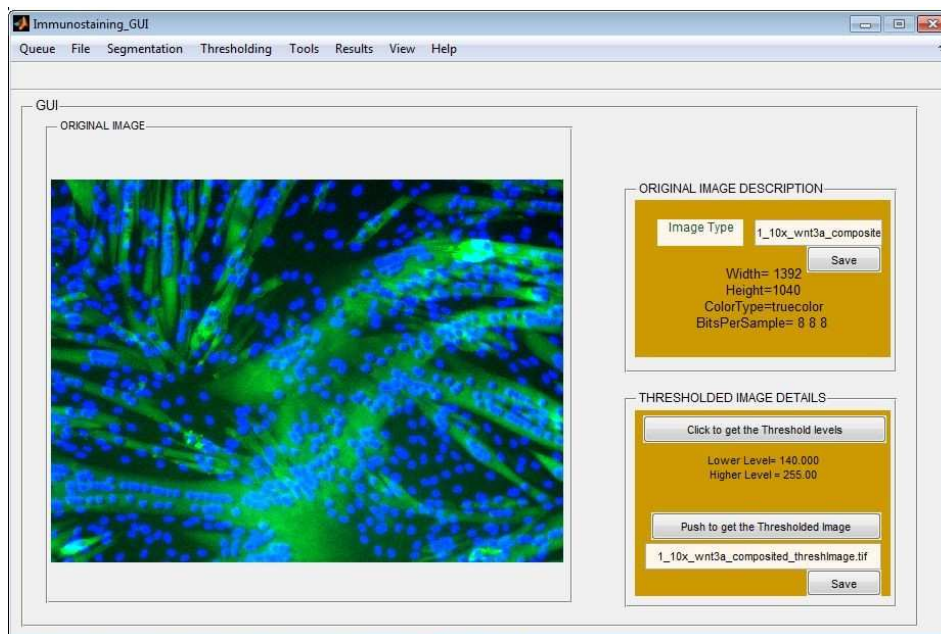 Immunostaining_GUI
Queue File Segmentation Thresholding Tools Results View Help
GUI
ORIGINAL IMAGE
ORIGINAL IMAGE DESCRIPTION
Image Type 1_10x_wnt3a_composite
Save
Width= 1392
Height=1040
ColorType=truecolor
BitsPerSample= 8 8 8
THRESHOLDED IMAGE DETAILS
Click to get the Threshold levels
Lower Level= 140.000
Higher Level = 255.00
Push to get the Thresholded Image
1_10x_wnt3a_composited_threshImage.tif
Save